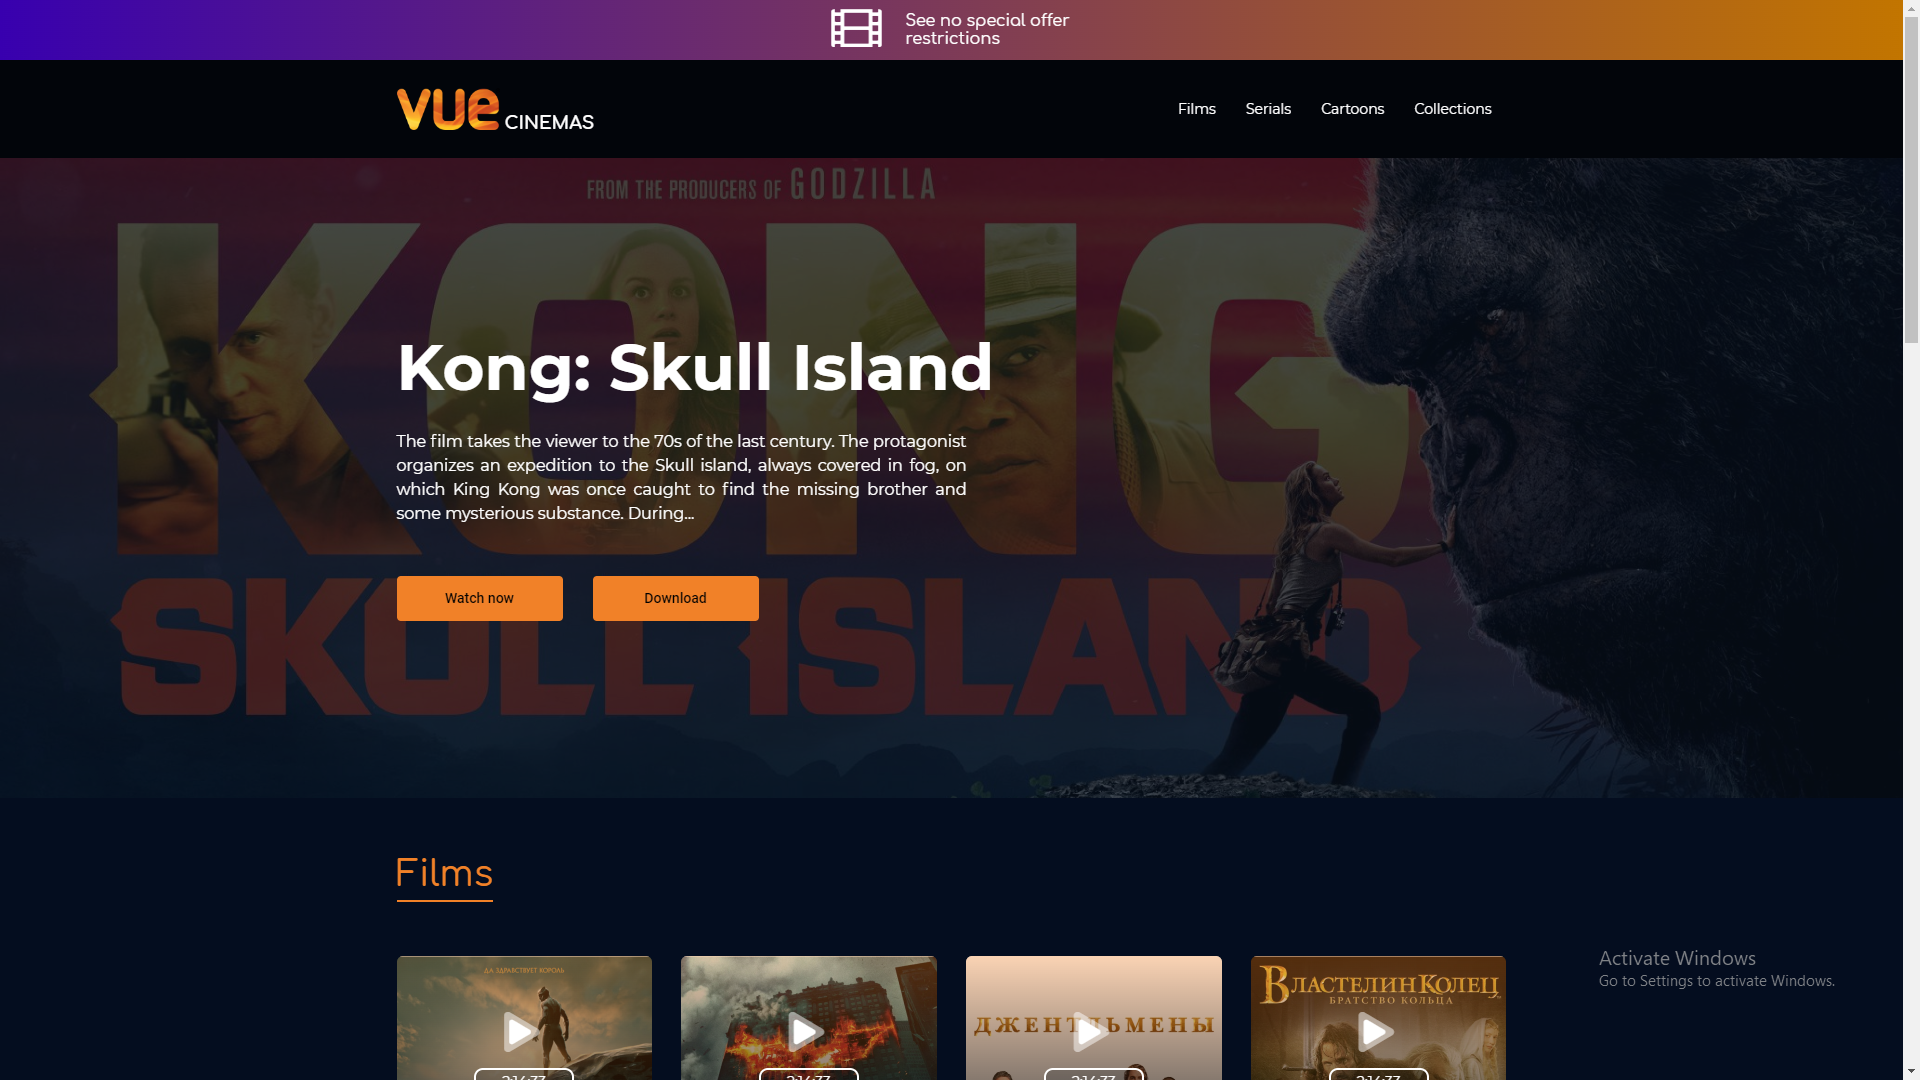 See no special offer
restrictions
vue CINEMAS
Films
Serials
Cartoons
Collections
FROM THE PRODUCERS OF GODZILLA
KONG
SKULL ISLAND
Kong: Skull Island
The film takes the viewer to the 70s of the last century. The protagonist
organizes an expedition to the Skull island, always covered in fog, on
which King Kong was once caught to find the missing brother and
some mysterious substance. During...
Watch now
Download
Films
ДА ЗДРАВСТВУЕТ КОРОЛЬ
ДЖЕНТЛЬМЕНЫ
ВЛАСТЕЛИН КОЛЕЦ
БРАТСТВО КОЛЬЦА
Activate Windows
Go to Settings to activate Windows.